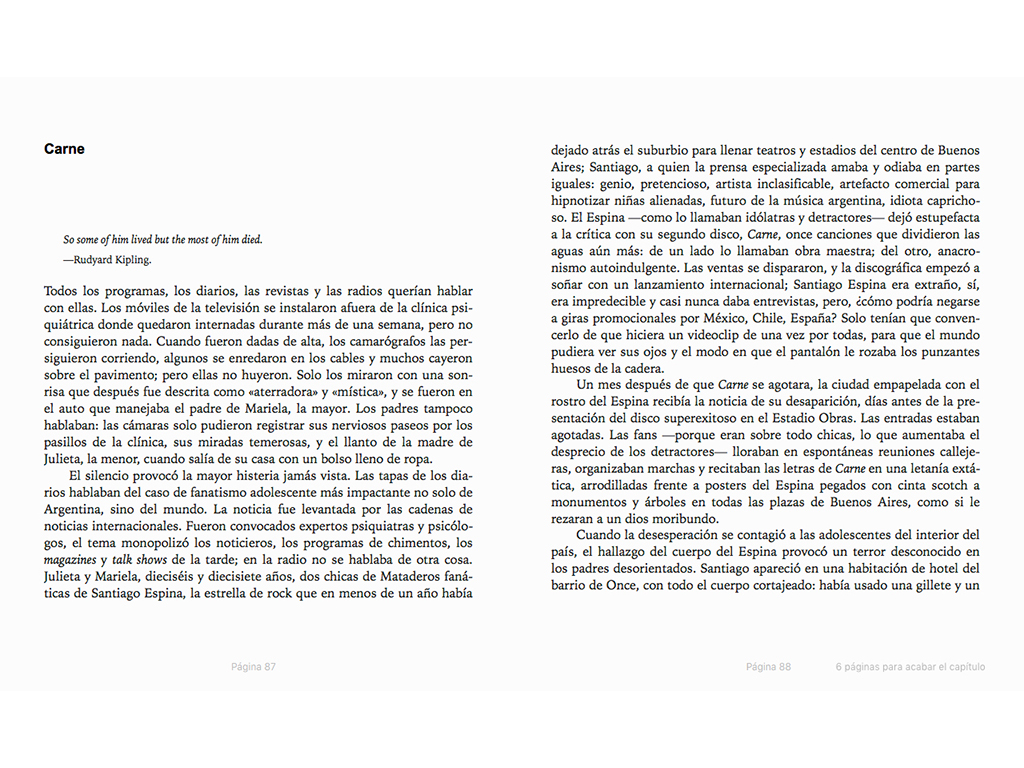 Carne
So some of him lived but the most of him died.
—Rudyard Kipling.
Todos los programas, los diarios, las revistas y las radios querían hablar
con ellas. Los móviles de la televisión se instalaron afuera de la clínica psi-
quiátrica donde quedaron internadas durante más de una semana, pero no
consiguieron nada. Cuando fueron dadas de alta, los camarógrafos las per-
siguieron corriendo, algunos se enredaron en los cables y muchos cayeron
sobre el pavimento; pero ellas no huyeron. Solo los miraron con una son-
risa que después fue descrita como «aterradora» y «mística», y se fueron en
el auto que manejaba el padre de Mariela, la mayor. Los padres tampoco
hablaban: las cámaras solo pudieron registrar sus nerviosos paseos por los
pasillos de la clínica, sus miradas temerosas, y el llanto de la madre de
Julieta, la menor, cuando salía de su casa con un bolso lleno de ropa.
El silencio provocó la mayor histeria jamás vista. Las tapas de los dia-
rios hablaban del caso de fanatismo adolescente más impactante no solo de
Argentina, sino del mundo. La noticia fue levantada por las cadenas de
noticias internacionales. Fueron convocados expertos psiquiatras y psicólo-
gos, el tema monopolizó los noticieros, los programas de chimentos, los
magazines y talk shows de la tarde; en la radio no se hablaba de otra cosa.
Julieta y Mariela, dieciséis y diecisiete años, dos chicas de Mataderos faná-
ticas de Santiago Espina, la estrella de rock que en menos de un año había
Página 87
dejado atrás el suburbio para llenar teatros y estadios del centro de Buenos
Aires; Santiago, a quien la prensa especializada amaba y odiaba en partes
iguales: genio, pretencioso, artista inclasificable, artefacto comercial para
hipnotizar niñas alienadas, futuro de la música argentina, idiota capricho-
so. El Espina —como lo llamaban idólatras y detractores— dejó estupefacta
a la crítica con su segundo disco, Carne, once canciones que dividieron las
aguas aún más: de un lado lo llamaban obra maestra; del otro, anacro-
nismo autoindulgente. Las ventas se dispararon, y la discográfica empezó a
soñar con un lanzamiento internacional; Santiago Espina era extraño, sí,
era impredecible y casi nunca daba entrevistas, pero, ¿cómo podría negarse
a giras promocionales por México, Chile, España? Solo tenían que conven-
cerlo de que hiciera un videoclip de una vez por todas, para que el mundo
pudiera ver sus ojos y el modo en que el pantalón le rozaba los punzantes
huesos de la cadera.
Un mes después de que Carne se agotara, la ciudad empapelada con el
rostro del Espina recibía la noticia de su desaparición, días antes de la pre-
sentación del disco superexitoso en el Estadio Obras. Las entradas estaban
agotadas. Las fans —porque eran sobre todo chicas, lo que aumentaba el
desprecio de los detractores— lloraban en espontáneas reuniones calleje-
ras, organizaban marchas y recitaban las letras de Carne en una letanía extá-
tica, arrodilladas frente a posters del Espina pegados con cinta scotch a
monumentos y árboles en todas las plazas de Buenos Aires, como si le
rezaran a un dios moribundo.
Cuando la desesperación se contagió a las adolescentes del interior del
país, el hallazgo del cuerpo del Espina provocó un terror desconocido en
los padres desorientados. Santiago apareció en una habitación de hotel del
barrio de Once, con todo el cuerpo cortajeado: había usado una gillete y un
Página 88
6 páginas para acabar el capítulo